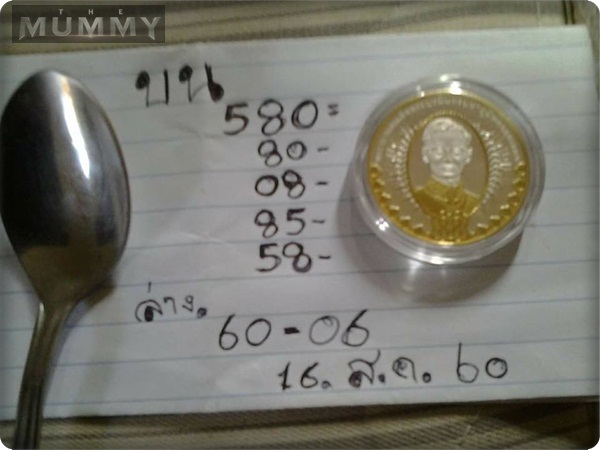 THE
MUMMY
บน
580=
80-
08-
85-
58-
ล่าง.
60-06
16. ส.ค. 60